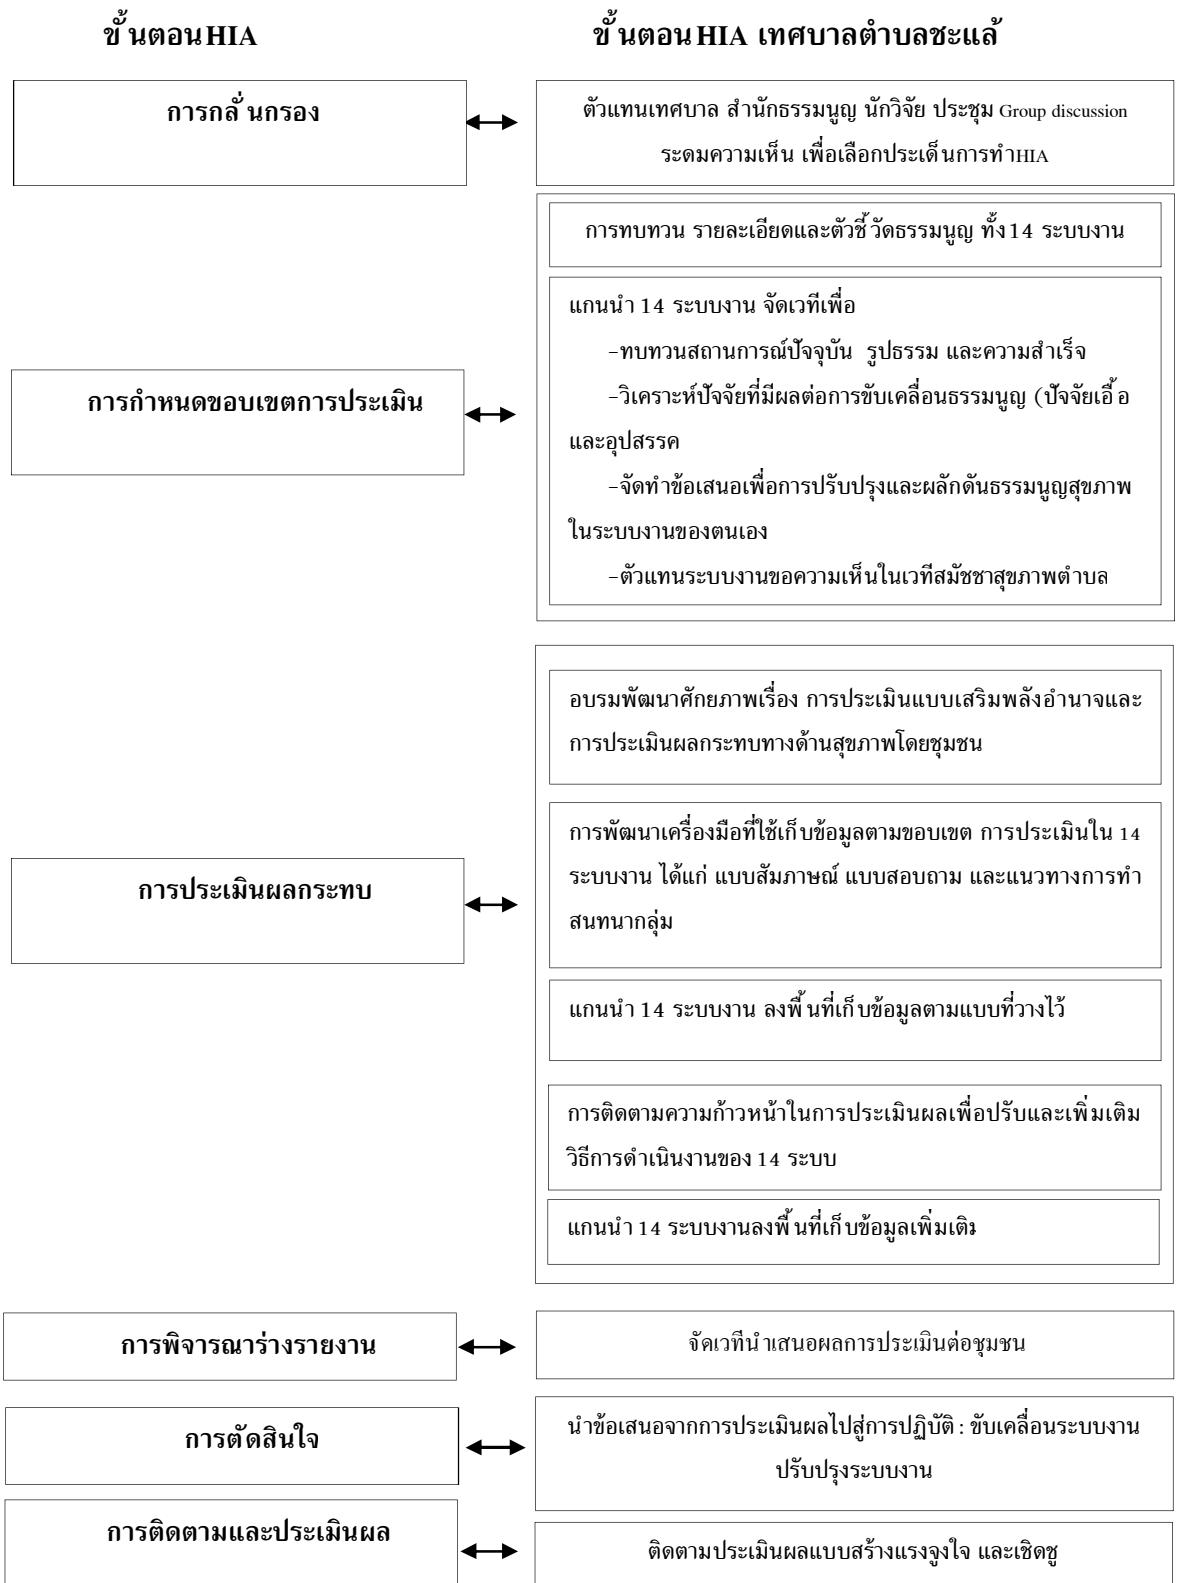 ขั้นตอน HIA
ขั้นตอน HIA เทศบาลตำบลชะแล้
การกลั่นกรอง
ตัวแทนเทศบาล สำนักธรรมนูญ นักวิจัย ประชุม Group discussion
ระดมความเห็น เพื่อเลือกประเด็นการทำHIA
การทบทวน รายละเอียดและตัวชี้วัดธรรมนูญ ทั้ง14 ระบบงาน
การกำหนดขอบเขตการประเมิน
แกนนำ 14 ระบบงาน จัดเวทีเพื่อ
-ทบทวนสถานการณ์ปัจจุบัน รูปธรรม และความสำเร็จ
-วิเคราะห์ปัจจัยที่มีผลต่อการขับเคลื่อนธรรมนูญ (ปัจจัยเอื้อ
และอุปสรรค
-จัดทำข้อเสนอเพื่อการปรับปรุงและผลักดันธรรมนูญสุขภาพ
ในระบบงานของตนเอง
-ตัวแทนระบบงานขอความเห็นในเวทีสมัชชาสุขภาพตำบล
การประเมินผลกระทบ
อบรมพัฒนาศักยภาพเรื่อง การประเมินแบบเสริมพลังอำนาจและ
การประเมินผลกระทบทางด้านสุขภาพโดยชุมชน
การพัฒนาเครื่องมือที่ใช้เก็บข้อมูลตามขอบเขต การประเมินใน 14
ระบบงาน ได้แก่ แบบสัมภาษณ์ แบบสอบถาม และแนวทางการทำ
สนทนากลุ่ม
แกนนำ 14 ระบบงาน ลงพื้นที่เก็บข้อมูลตามแบบที่วางไว้
การติดตามความก้าวหน้าในการประเมินผลเพื่อปรับและเพิ่มเติม
วิธีการดำเนินงานของ 14 ระบบ
แกนนำ 14 ระบบงานลงพื้นที่เก็บข้อมูลเพิ่มเติม
การพิจารณาร่างรายงาน
จัดเวทีนำเสนอผลการประเมินต่อชุมชน
การตัดสินใจ
นำข้อเสนอจากการประเมินผลไปสู่การปฏิบัติ : ขับเคลื่อนระบบงาน
ปรับปรุงระบบงาน
การติดตามและประเมินผล
ติดตามประเมินผลแบบสร้างแรงจูงใจ และเชิดชู